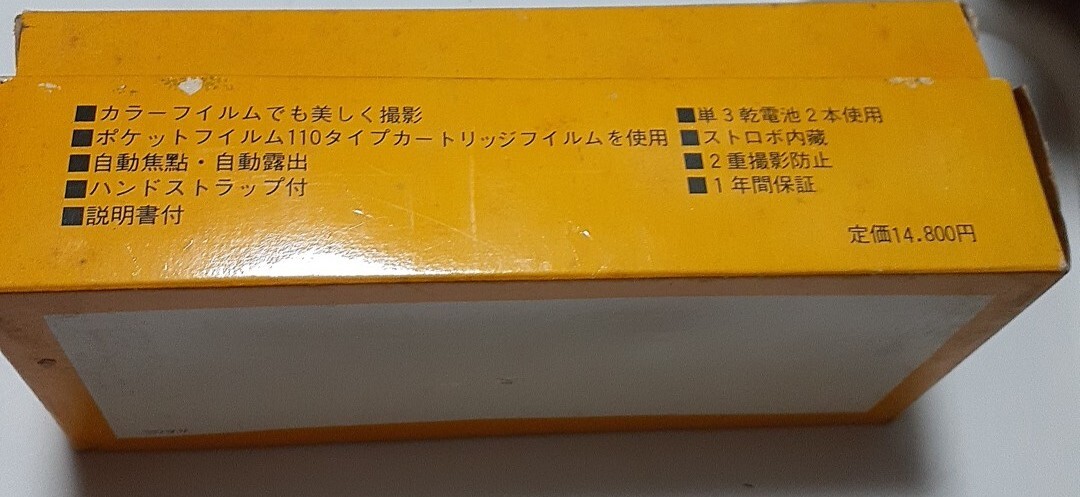 ■カラーフイルムでも美しく撮影
■ポケットフイルム110タイプカートリッジフイルムを使用
■自動焦點・自動露出
■ハンドストラップ付
■説明書付
■単3乾電池2本使用
■ストロボ内蔵
■2重撮影防止
■1年間保証
定価14.800円